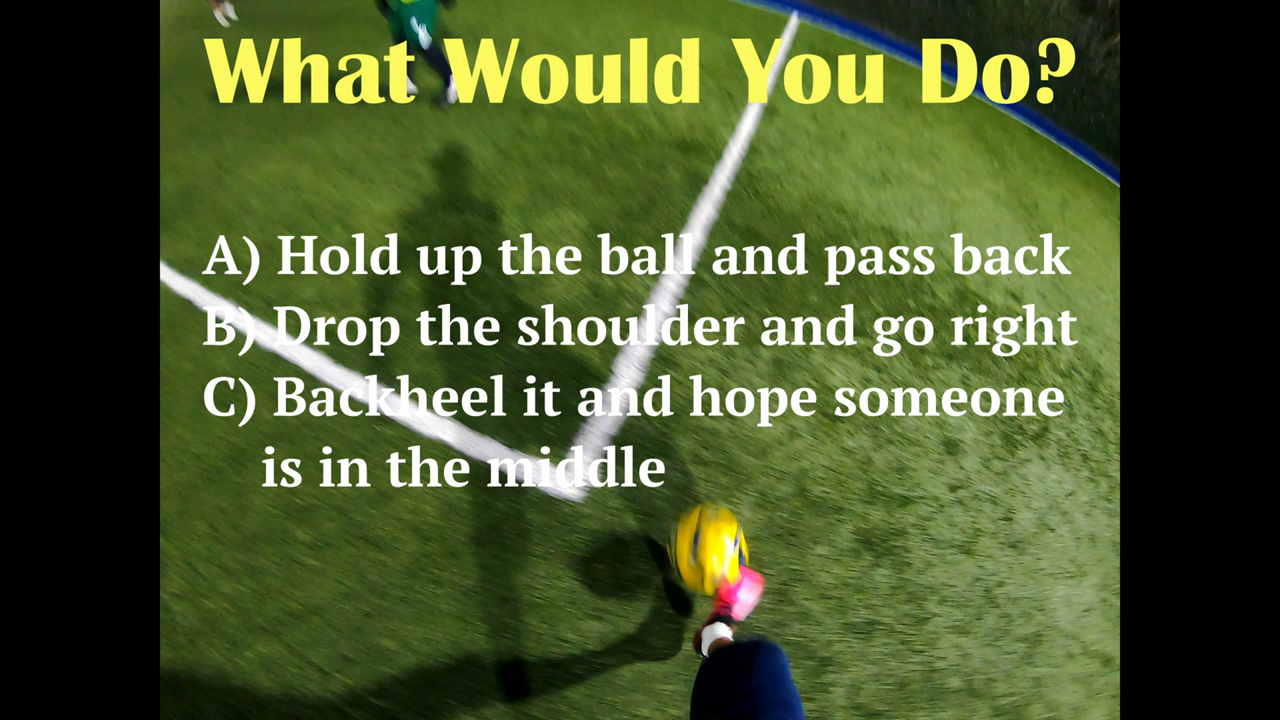 What Would You Do?
A) Hold up the ball and pass back
B) Drop the shoulder and go right
C) Backheel it and hope someone
is in the middle